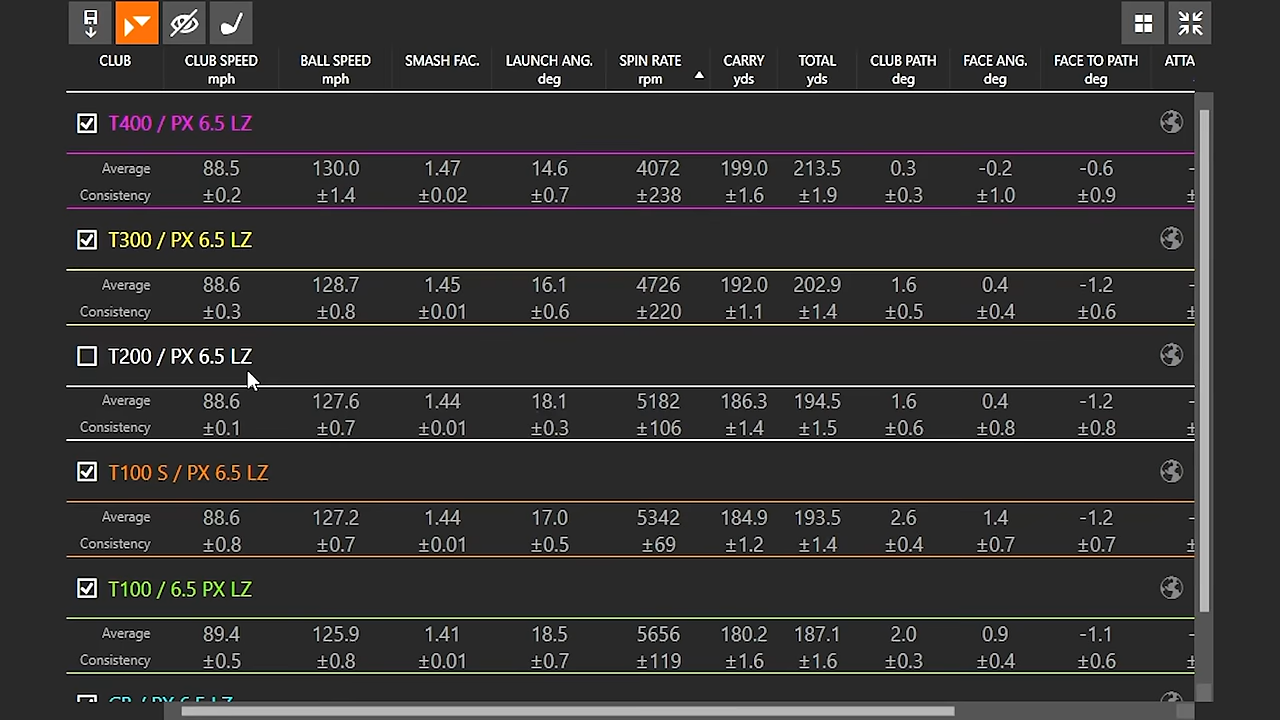 CLUB CLUB SPEED BALL SPEED SMASH FAC. LAUNCH ANG. SPIN RATE CARRY TOTAL CLUB PATH FACE ANG. FACE TO PATH ATTA
mph mph deg rpm yds yds deg deg deg
T400 / PX 6.5 LZ
Average 88.5 130.0 1.47 14.6 4072 199.0 213.5 0.3 -0.2 -0.6 -
Consistency ±0.2 ±1.4 ±0.02 ±0.7 ±238 ±1.6 ±1.9 ±0.3 ±1.0 ±0.9 ±
T300 / PX 6.5 LZ
Average 88.6 128.7 1.45 16.1 4726 192.0 202.9 1.6 0.4 -1.2 -
Consistency ±0.3 ±0.8 ±0.01 ±0.6 ±220 ±1.1 ±1.4 ±0.5 ±0.4 ±0.6 ±
T200 / PX 6.5 LZ
Average 88.6 127.6 1.44 18.1 5182 186.3 194.5 1.6 0.4 -1.2 -
Consistency ±0.1 ±0.7 ±0.01 ±0.3 ±106 ±1.4 ±1.5 ±0.6 ±0.8 ±0.8 ±
T100 S / PX 6.5 LZ
Average 88.6 127.2 1.44 17.0 5342 184.9 193.5 2.6 1.4 -1.2 -
Consistency ±0.8 ±0.7 ±0.01 ±0.5 ±69 ±1.2 ±1.4 ±0.4 ±0.7 ±0.7 ±
T100 / 6.5 PX LZ
Average 89.4 125.9 1.41 18.5 5656 180.2 187.1 2.0 0.9 -1.1 -
Consistency ±0.5 ±0.8 ±0.01 ±0.7 ±119 ±1.6 ±1.6 ±0.3 ±0.4 ±0.6 ±